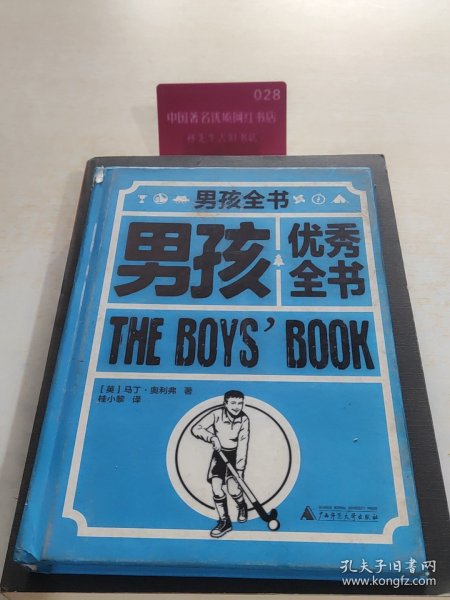 028
中国著名优质网红书店
男孩全书
男孩
优秀
全书
THE BOYS' BOOK
[英]马丁·奥利弗 著
桂小黎 译
广西师范大学出版社
孔夫子旧书网
www.kongfz.com